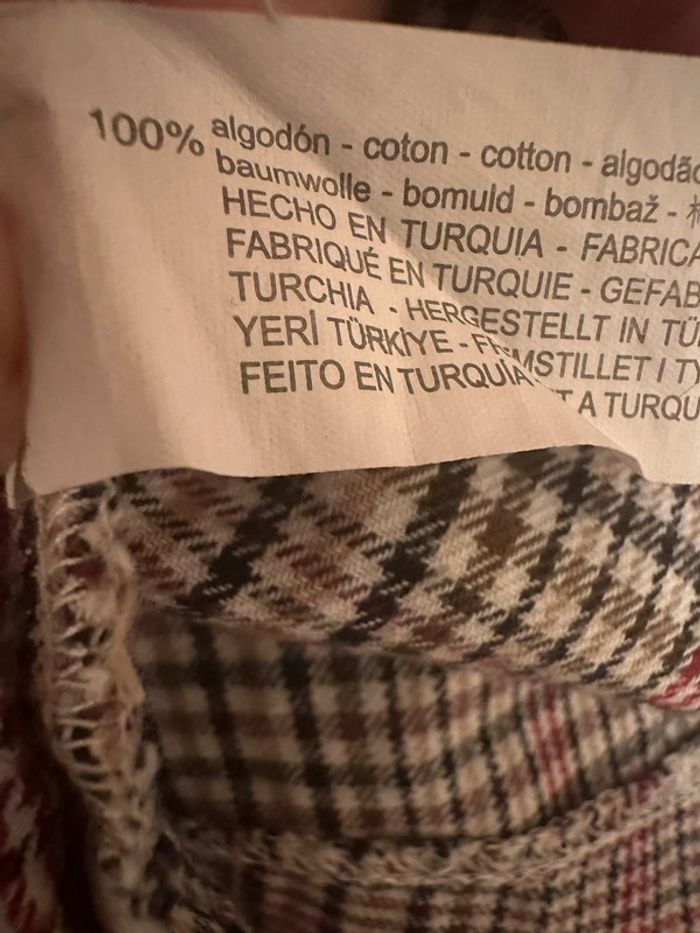 100% algodón - coton - cotton - algodão
baumwolle - bomuld - bombaž -
HECHO EN TURQUIA - FABRICA
FABRIQUÉ EN TURQUIE - GEFAB
TURCHIA - HERGESTELLT IN TÜ
YERİ TÜRKİYE - FREMSTILLET I TY
FEITO EN TURQUÍA A TURQU